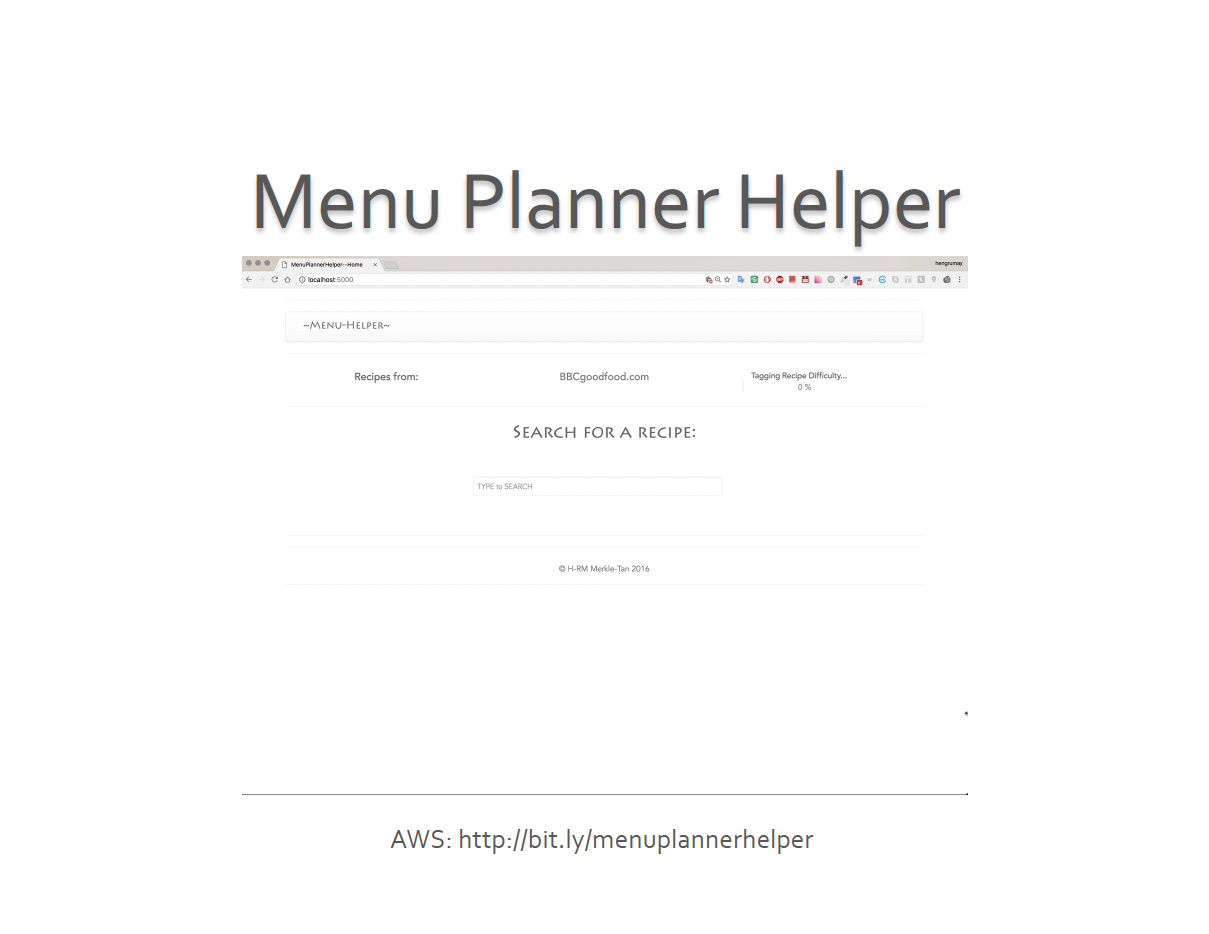 Menu Planner Helper
MenuPlannerHelper--Home
hengrumay
localhost:5000
~Menu-Helper~
Recipes from:
BBCgoodfood.com
Tagging Recipe Difficulty...
0 %
Search for a recipe:
TYPE to SEARCH
© H-RM Merkle-Tan 2016
AWS: http://bit.ly/menuplannerhelper